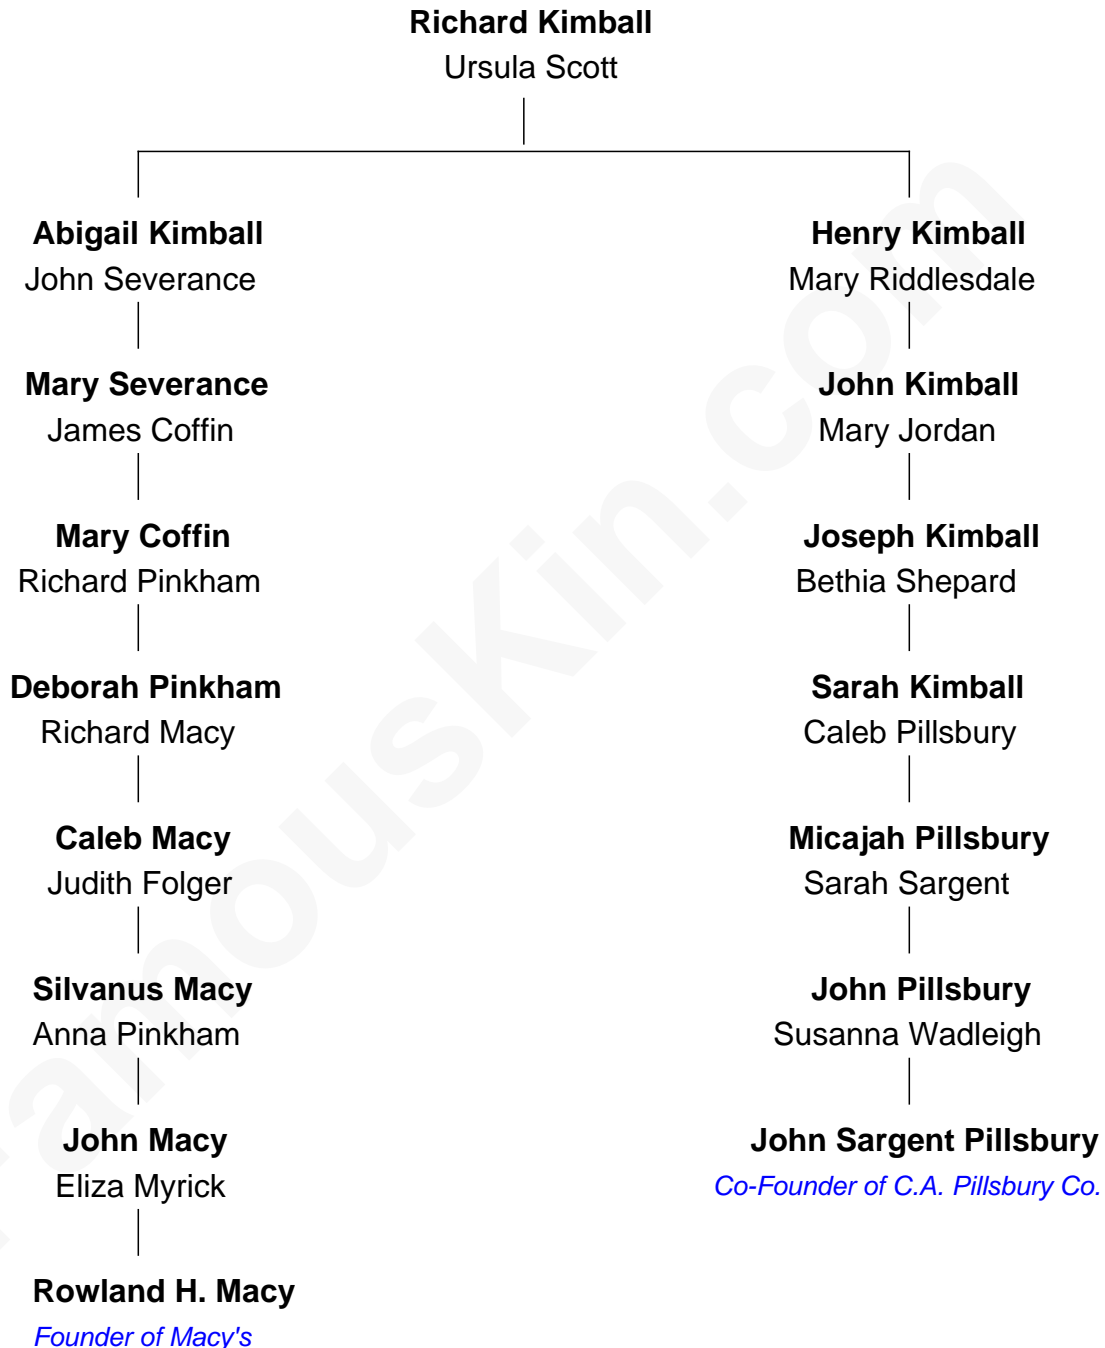 Richard Kimball
Ursula Scott
Abigail Kimball
John Severance
Henry Kimball
Mary Riddlesdale
Mary Severance
James Coffin
John Kimball
Mary Jordan
Mary Coffin
Richard Pinkham
Joseph Kimball
Bethia Shepard
Deborah Pinkham
Richard Macy
Sarah Kimball
Caleb Pillsbury
Caleb Macy
Judith Folger
Micajah Pillsbury
Sarah Sargent
Silvanus Macy
Anna Pinkham
John Pillsbury
Susanna Wadleigh
John Macy
Eliza Myrick
John Sargent Pillsbury
Co-Founder of C.A. Pillsbury Co.
Rowland H. Macy
Founder of Macy's
FamousKin.com